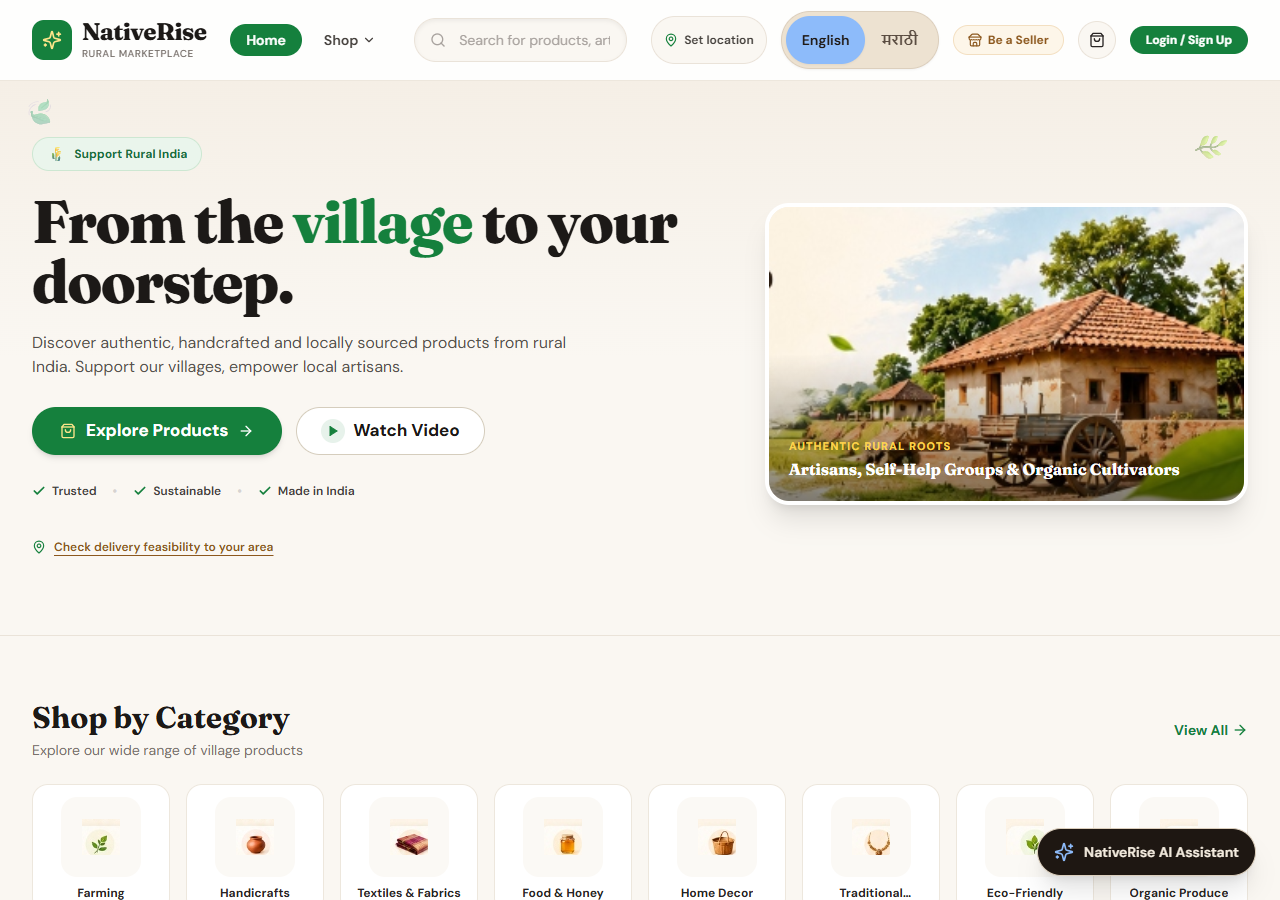 NativeRise
RURAL MARKETPLACE
Home
Shop
Search for products, art
Set location
English
मराठी
Be a Seller
Login / Sign Up
Support Rural India
From the village to your
doorstep.
Discover authentic, handcrafted and locally sourced products from rural
India. Support our villages, empower local artisans.
Explore Products
Watch Video
Trusted
Sustainable
Made in India
Check delivery feasibility to your area
AUTHENTIC RURAL ROOTS
Artisans, Self-Help Groups & Organic Cultivators
Shop by Category
Explore our wide range of village products
View All
Farming
Handicrafts
Textiles & Fabrics
Food & Honey
Home Decor
Traditional...
Eco-Friendly
Organic Produce
NativeRise AI Assistant